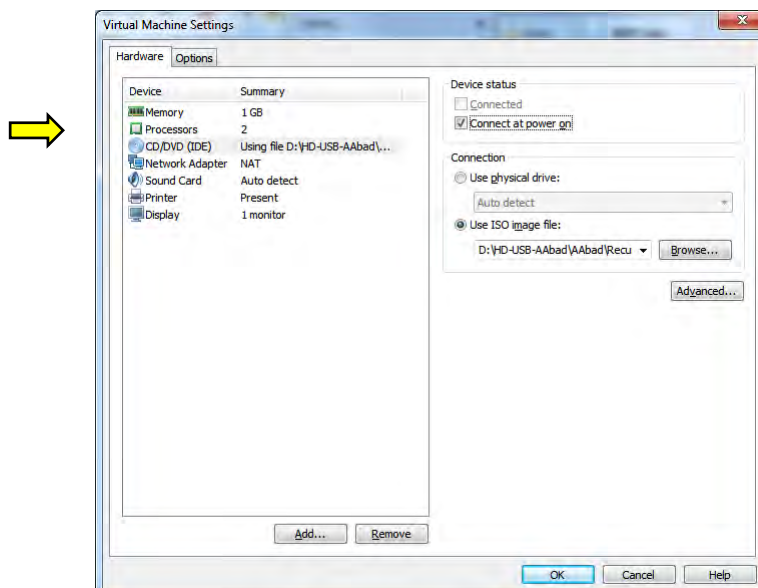 Virtual Machine Settings
Hardware Options
Device Summary
Memory 1 GB
Processors 2
CD/DVD (IDE) Using file D:\HD-USB-AAbad\...
Network Adapter NAT
Sound Card Auto detect
Printer Present
Display 1 monitor
Add... Remove
Device status
Connected
Connect at power on
Connection
Use physical drive:
Auto detect
Use ISO image file:
D:\HD-USB-AAbad\AAbad\Recu Browse...
Advanced...
OK Cancel Help